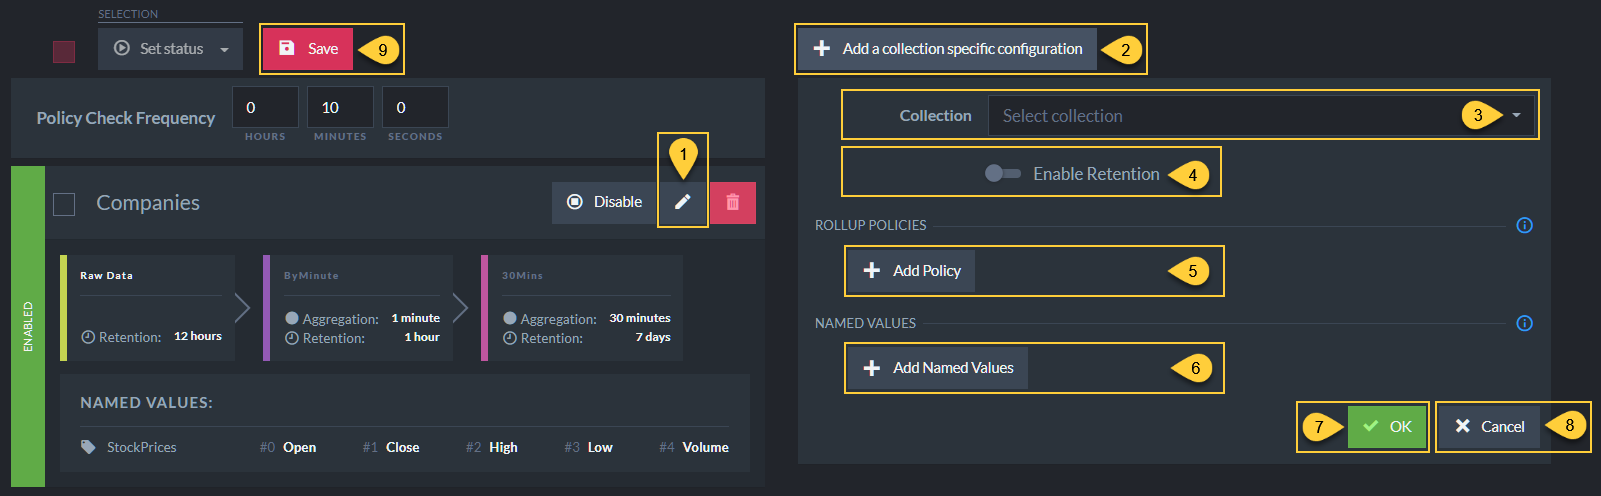 SELECTION
Set status
Save
9
Policy Check Frequency
0
10
0
HOURS
MINUTES
SECONDS
1
ENABLED
Companies
Disable
Raw Data
Retention: 12 hours
ByMinute
Aggregation: 1 minute
Retention: 1 hour
30Mins
Aggregation: 30 minutes
Retention: 7 days
NAMED VALUES:
StockPrices #0 Open #1 Close #2 High #3 Low #4 Volume
Add a collection specific configuration
2
Collection
Select collection
3
Enable Retention
4
ROLLUP POLICIES
Add Policy
5
NAMED VALUES
Add Named Values
6
7
OK
Cancel
8